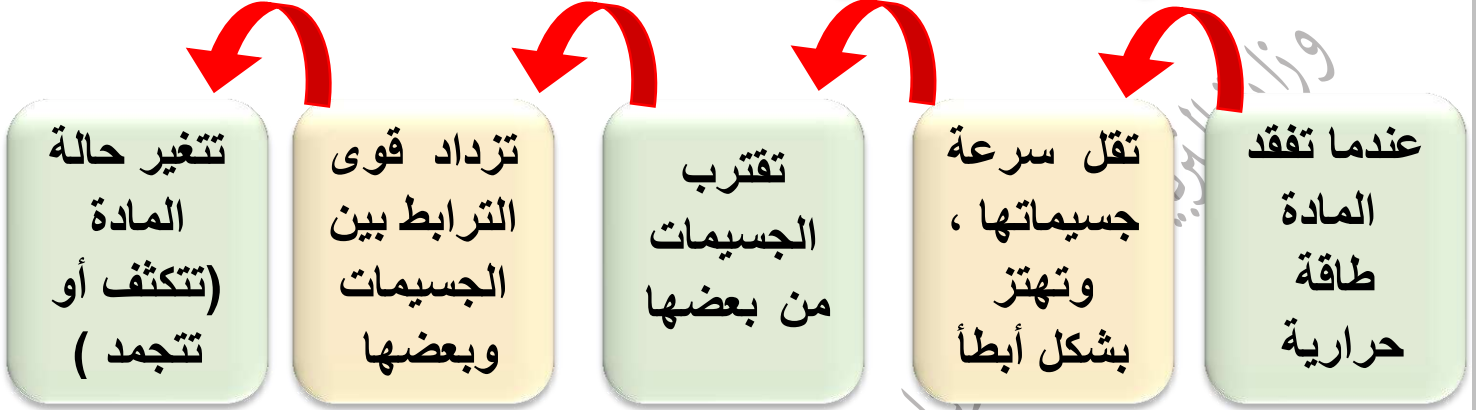 عندما تفقد
المادة
طاقة
حرارية
تقل سرعة
جسيماتها ،
وتهتز
بشكل أبطأ
تقترب
الجسيمات
من بعضها
تزداد قوى
الترابط بين
الجسيمات
وبعضها
تتغير حالة
المادة
(تتكثف أو
تتجمد )